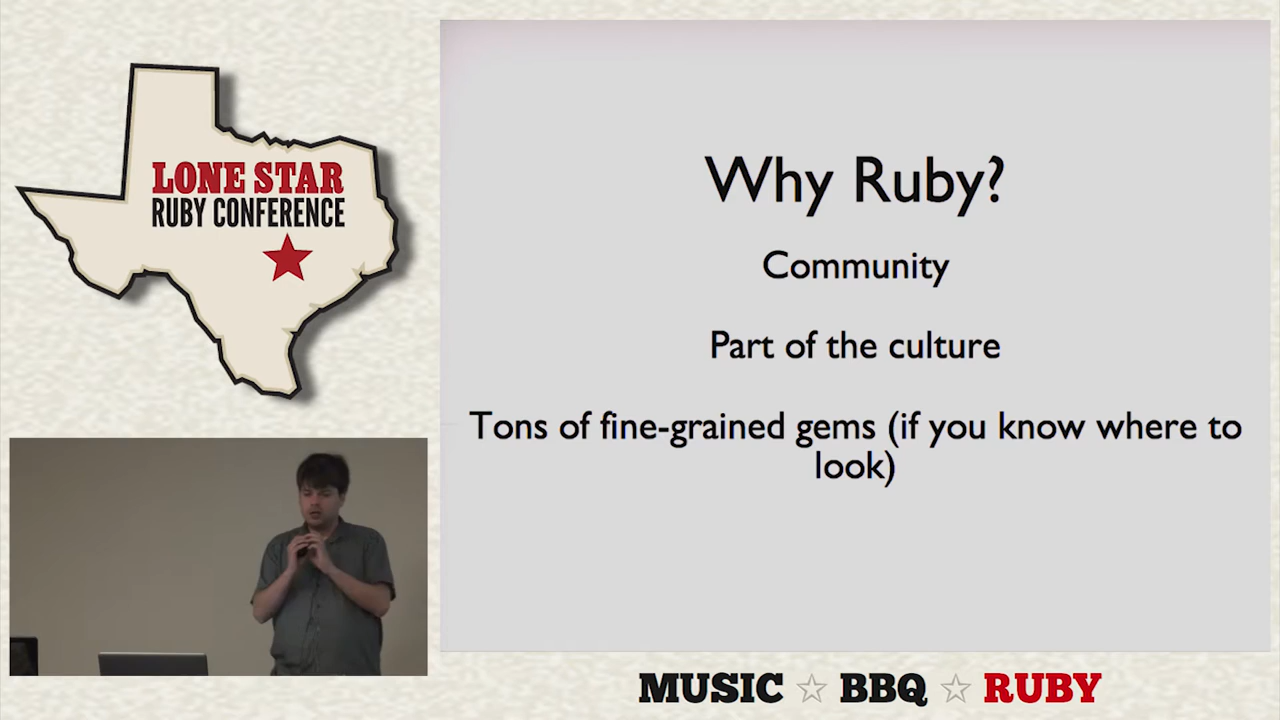 LONE STAR
RUBY CONFERENCE
Why Ruby?
Community
Part of the culture
Tons of fine-grained gems (if you know where to
look)
MUSIC ☆ BBQ ☆ RUBY